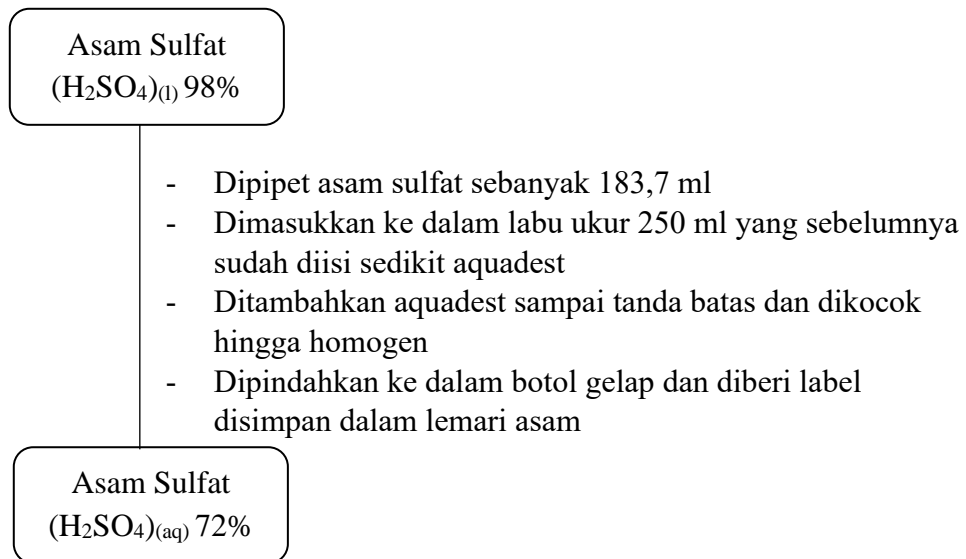 Asam Sulfat
(H₂SO₄)₍ₗ₎ 98%
- Dipipet asam sulfat sebanyak 183,7 ml
- Dimasukkan ke dalam labu ukur 250 ml yang sebelumnya
sudah diisi sedikit aquadest
- Ditambahkan aquadest sampai tanda batas dan dikocok
hingga homogen
- Dipindahkan ke dalam botol gelap dan diberi label
disimpan dalam lemari asam
Asam Sulfat
(H₂SO₄)₍aq₎ 72%